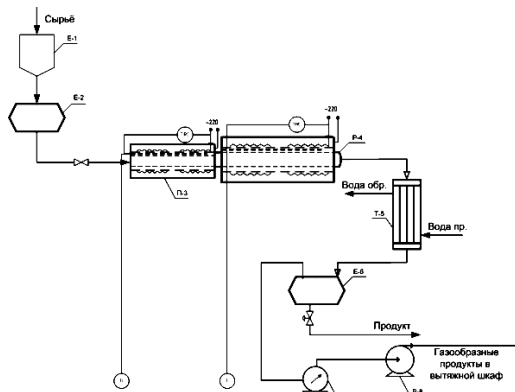 Сырьё
Е-1
Е-2
~220
~220
Р-4
П-3
Вода обр.
Т-5
Вода пр.
Е-6
Продукт
Газообразные
продукты в
вытяжной шкаф